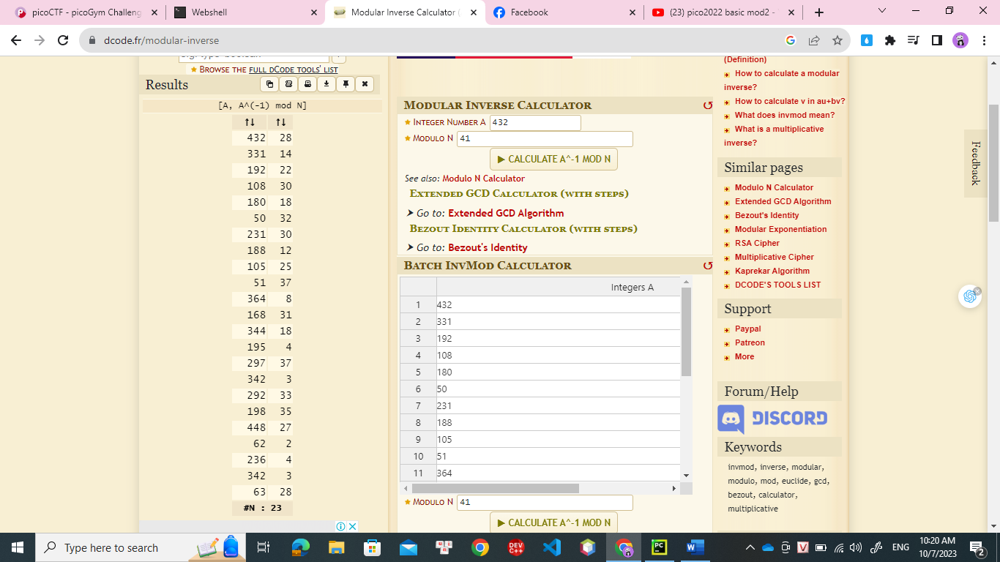 picoCTF - picoGym Challeng
Webshell
Modular Inverse Calculator (
Facebook
(23) pico2022 basic mod2 -
dcode.fr/modular-inverse
★ BROWSE THE FULL DCODE TOOLS' LIST
Results
[A, A^(-1) mod N]
↑↓ ↑↓
432 28
331 14
192 22
108 30
180 18
50 32
231 30
188 12
105 25
51 37
364 8
168 31
344 18
195 4
297 37
342 3
292 33
198 35
448 27
62 2
236 4
342 3
63 28
#N : 23
MODULAR INVERSE CALCULATOR
★ INTEGER NUMBER A 432
★ MODULO N 41
▶ CALCULATE A^-1 MOD N
See also: Modulo N Calculator
EXTENDED GCD CALCULATOR (WITH STEPS)
➤ Go to: Extended GCD Algorithm
BEZOUT IDENTITY CALCULATOR (WITH STEPS)
➤ Go to: Bezout's Identity
BATCH INVMOD CALCULATOR
Integers A
1 432
2 331
3 192
4 108
5 180
6 50
7 231
8 188
9 105
10 51
11 364
★ MODULO N 41
▶ CALCULATE A^-1 MOD N
(Definition)
How to calculate a modular
inverse?
How to calculate v in au+bv?
What does invmod mean?
What is a multiplicative
inverse?
Similar pages
Modulo N Calculator
Extended GCD Algorithm
Bezout's Identity
Modular Exponentiation
RSA Cipher
Multiplicative Cipher
Kaprekar Algorithm
DCODE'S TOOLS LIST
Support
Paypal
Patreon
More
Forum/Help
DISCORD
Keywords
invmod, inverse, modular,
modulo, mod, euclide, gcd,
bezout, calculator,
multiplicative
Feedback
Type here to search
DEV C++
PC
W
V
ENG
10:20 AM
10/7/2023
2